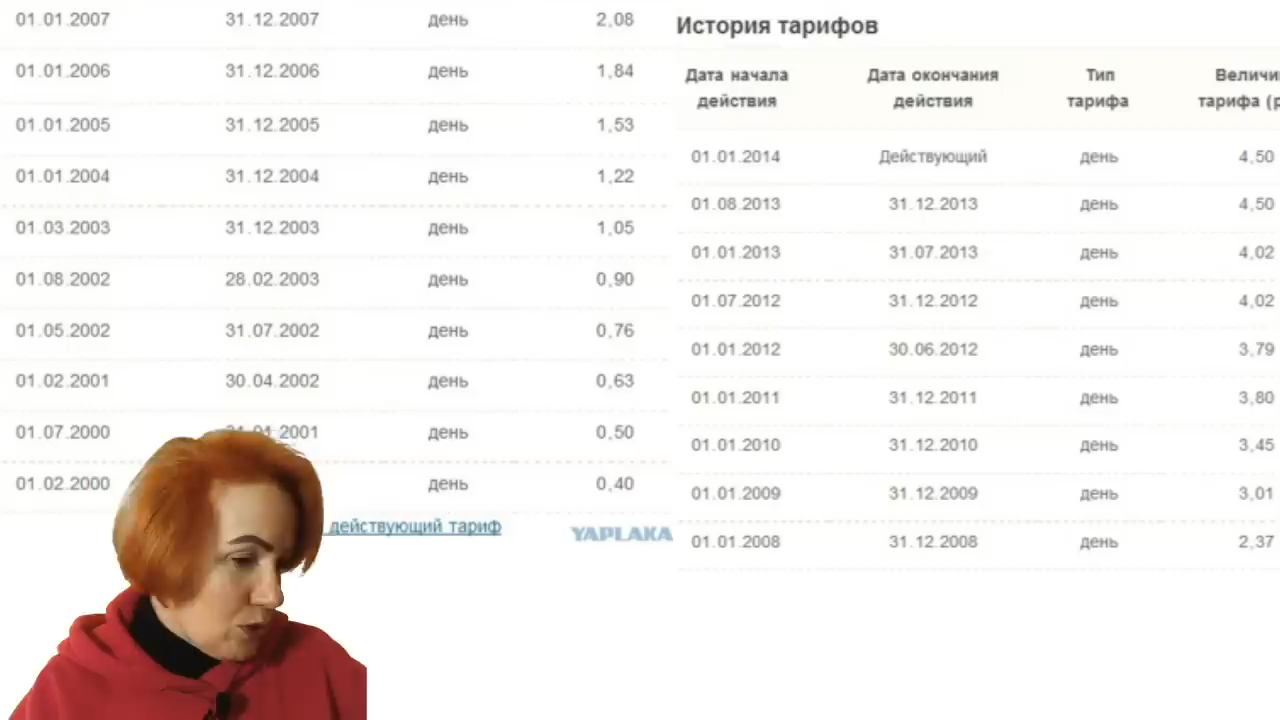 01.01.2007 31.12.2007 день 2,08
01.01.2006 31.12.2006 день 1,84
01.01.2005 31.12.2005 день 1,53
01.01.2004 31.12.2004 день 1,22
01.03.2003 31.12.2003 день 1,05
01.08.2002 28.02.2003 день 0,90
01.05.2002 31.07.2002 день 0,76
01.02.2001 30.04.2002 день 0,63
01.07.2000 31.01.2001 день 0,50
01.02.2000 день 0,40
действующий тариф
YAPLAKA
История тарифов
Дата начала Дата окончания Тип Величи
действия действия тарифа тарифа (р
01.01.2014 Действующий день 4,50
01.08.2013 31.12.2013 день 4,50
01.01.2013 31.07.2013 день 4,02
01.07.2012 31.12.2012 день 4,02
01.01.2012 30.06.2012 день 3,79
01.01.2011 31.12.2011 день 3,80
01.01.2010 31.12.2010 день 3,45
01.01.2009 31.12.2009 день 3,01
01.01.2008 31.12.2008 день 2,37